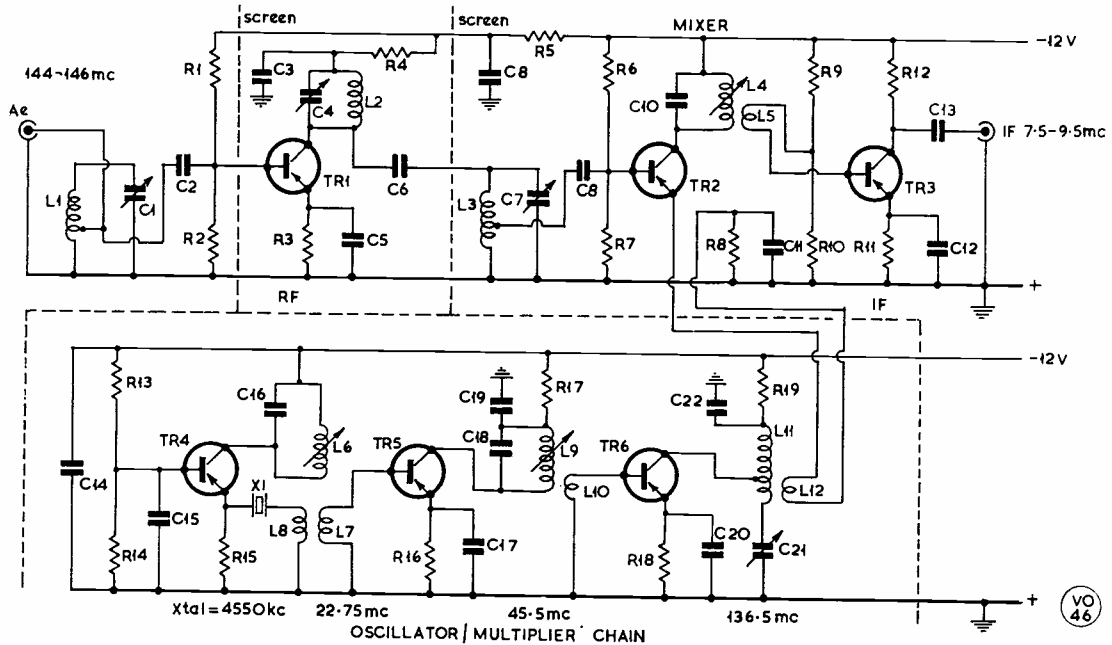 screen
screen
MIXER
-12V
R1
C3
R4
C8
R5
R6
R9
R12
144-146mc
C4
L2
C10
L4
L5
C13
IF 7.5-9.5mc
Ae
C2
TR1
C6
C8
TR2
TR3
L1
C1
L3
C7
R2
R3
C5
R7
R8
C11
R10
R11
C12
+
RF
IF
-12V
R13
C16
C19
R17
C22
R19
TR4
L6
TR5
C18
L9
TR6
L11
C14
X1
L10
L12
C15
L8
L7
R14
R15
R16
C17
R18
C20
C21
Xtal=4550kc
22.75mc
45.5mc
136.5mc
+
VO
46
OSCILLATOR/MULTIPLIER CHAIN